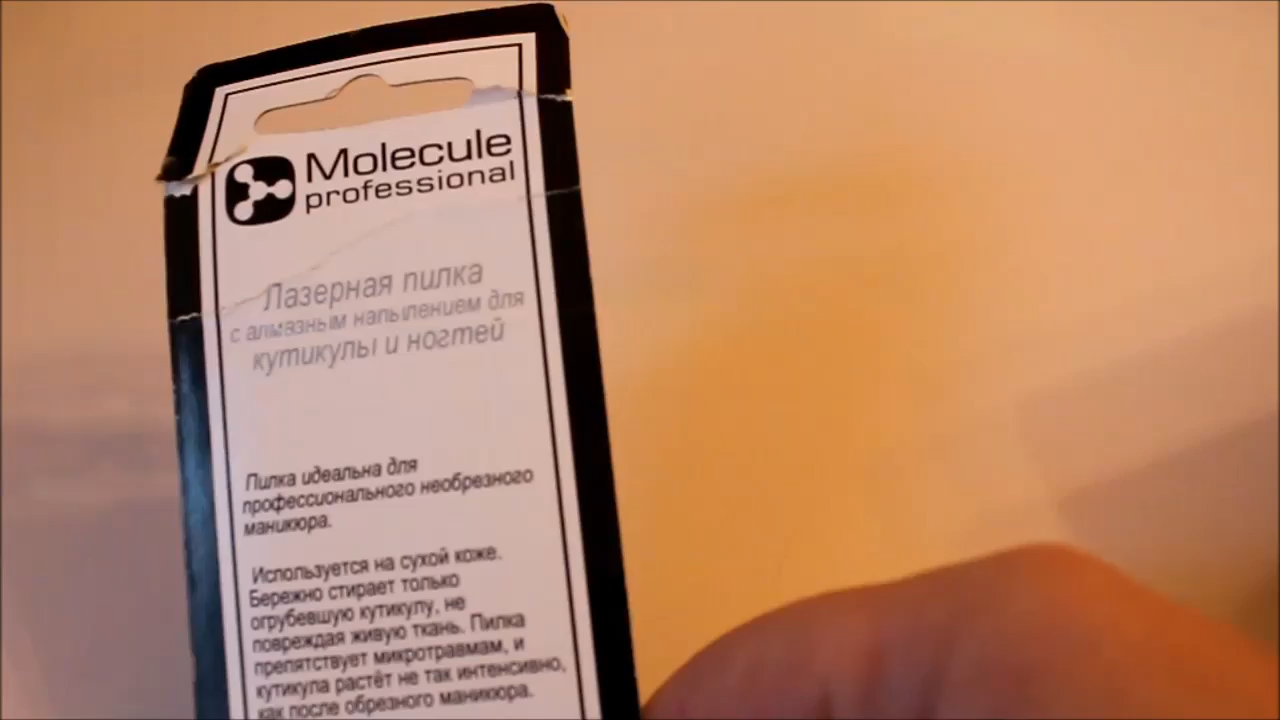 Molecule
professional
Лазерная пилка
с алмазным напылением для
кутикулы и ногтей
Пилка идеальна для
профессионального необрезного
маникюра.
Используется на сухой коже.
Бережно стирает только
огрубевшую кутикулу, не
повреждая живую ткань. Пилка
препятствует микротравмам, и
кутикула растёт не так интенсивно,
как после обрезного маникюра.